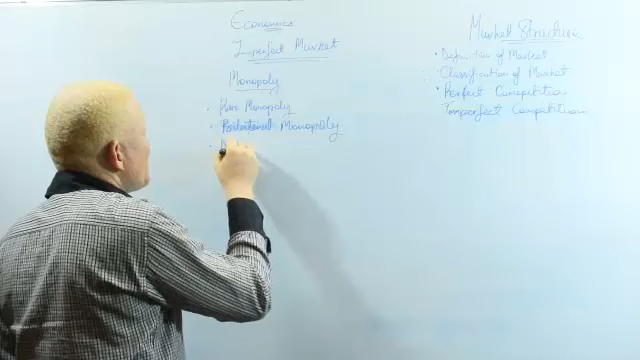 Economics
Imperfect Market
Monopoly
• Pure Monopoly
• Bilateral Monopoly
•
Market Structure
• Definition of Market
• Classification of Market
• Perfect Competition
Imperfect Competition